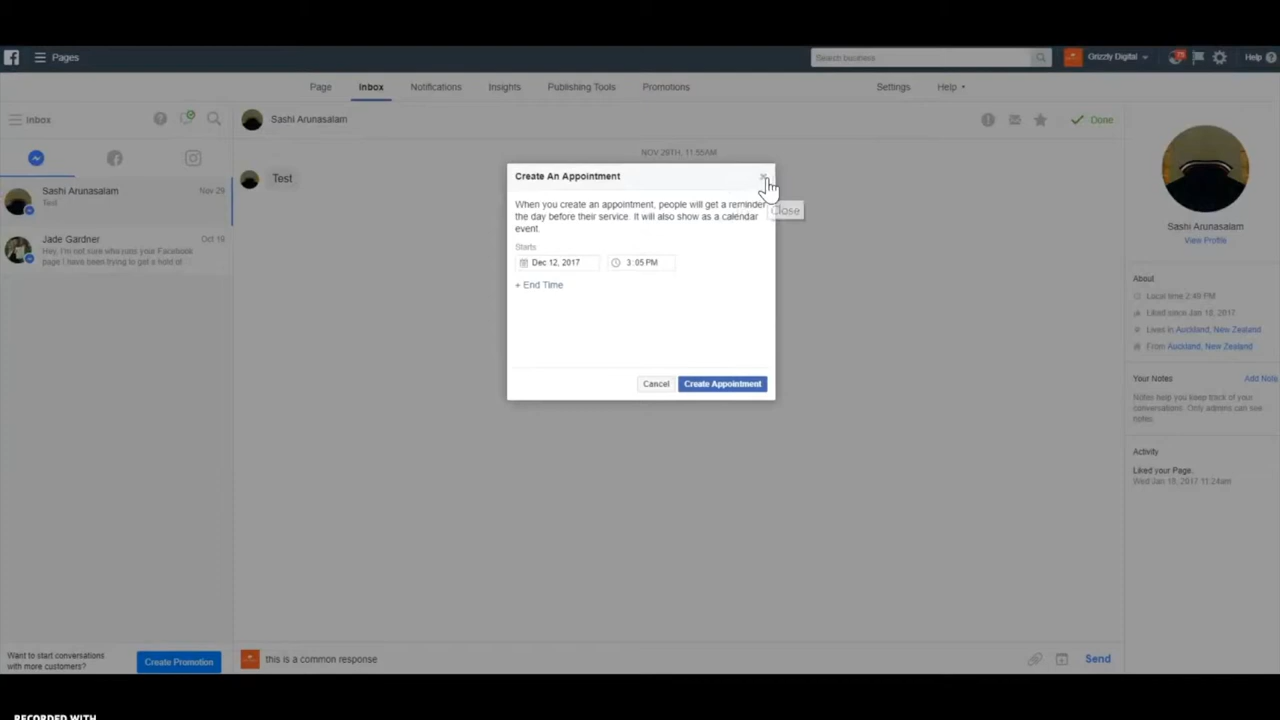 Pages
Search business
Grizzly Digital
Help
Page
Inbox
Notifications
Insights
Publishing Tools
Promotions
Settings
Help
Inbox
Sashi Arunasalam
Done
Sashi Arunasalam
Nov 29
Test
Jade Gardner
Oct 19
Hey, I'm not sure who runs your Facebook
page I have been trying to get a hold of
Want to start conversations
with more customers?
Create Promotion
NOV 29TH, 11:55AM
Test
Create An Appointment
Close
When you create an appointment, people will get a reminder
the day before their service. It will also show as a calendar
event.
Starts
Dec 12, 2017
3:05 PM
+ End Time
Cancel
Create Appointment
this is a common response
Send
Sashi Arunasalam
View Profile
About
Local time 2:49 PM
Liked since Jan 18, 2017
Lives in Auckland, New Zealand
From Auckland, New Zealand
Your Notes
Add Note
Notes help you keep track of your
conversations. Only admins can see
notes.
Activity
Liked your Page.
Wed Jan 18, 2017 11:24am
RECORDED WITH